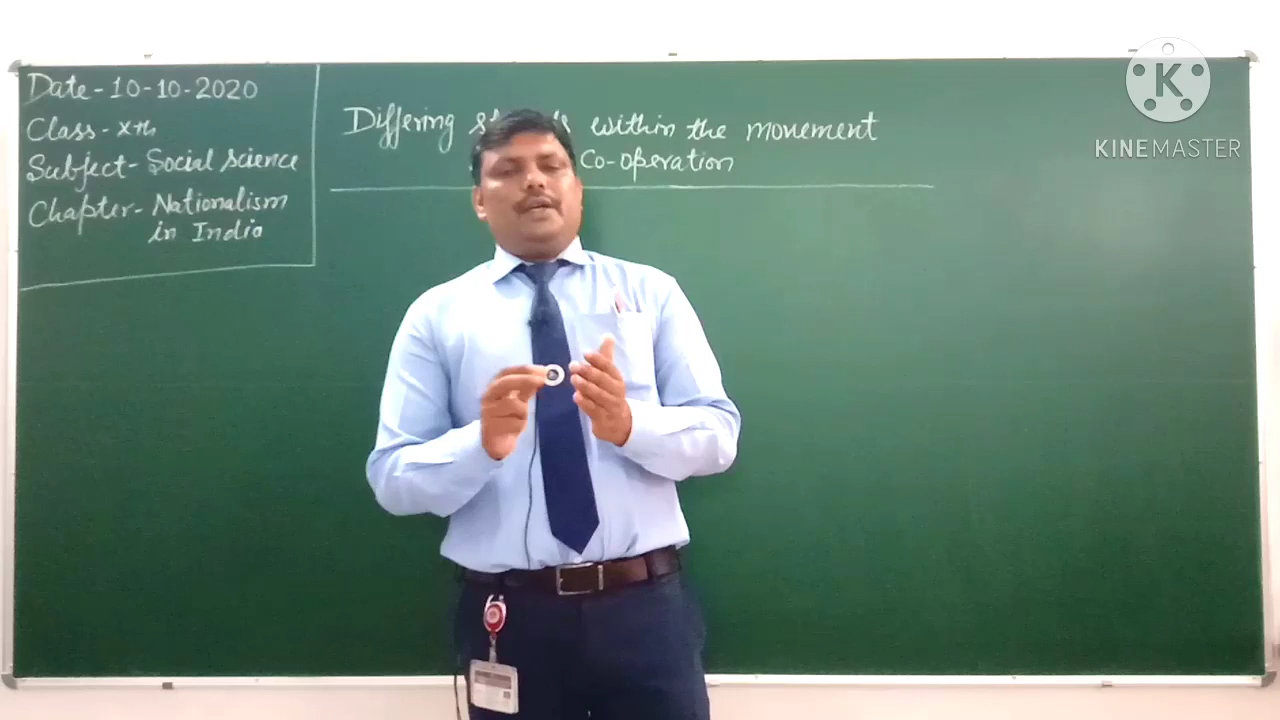 Date - 10-10-2020
Class - Xth
Subject - Social science
Chapter - Nationalism
in India
Differing within the movement
Co-operation
K
KINEMASTER